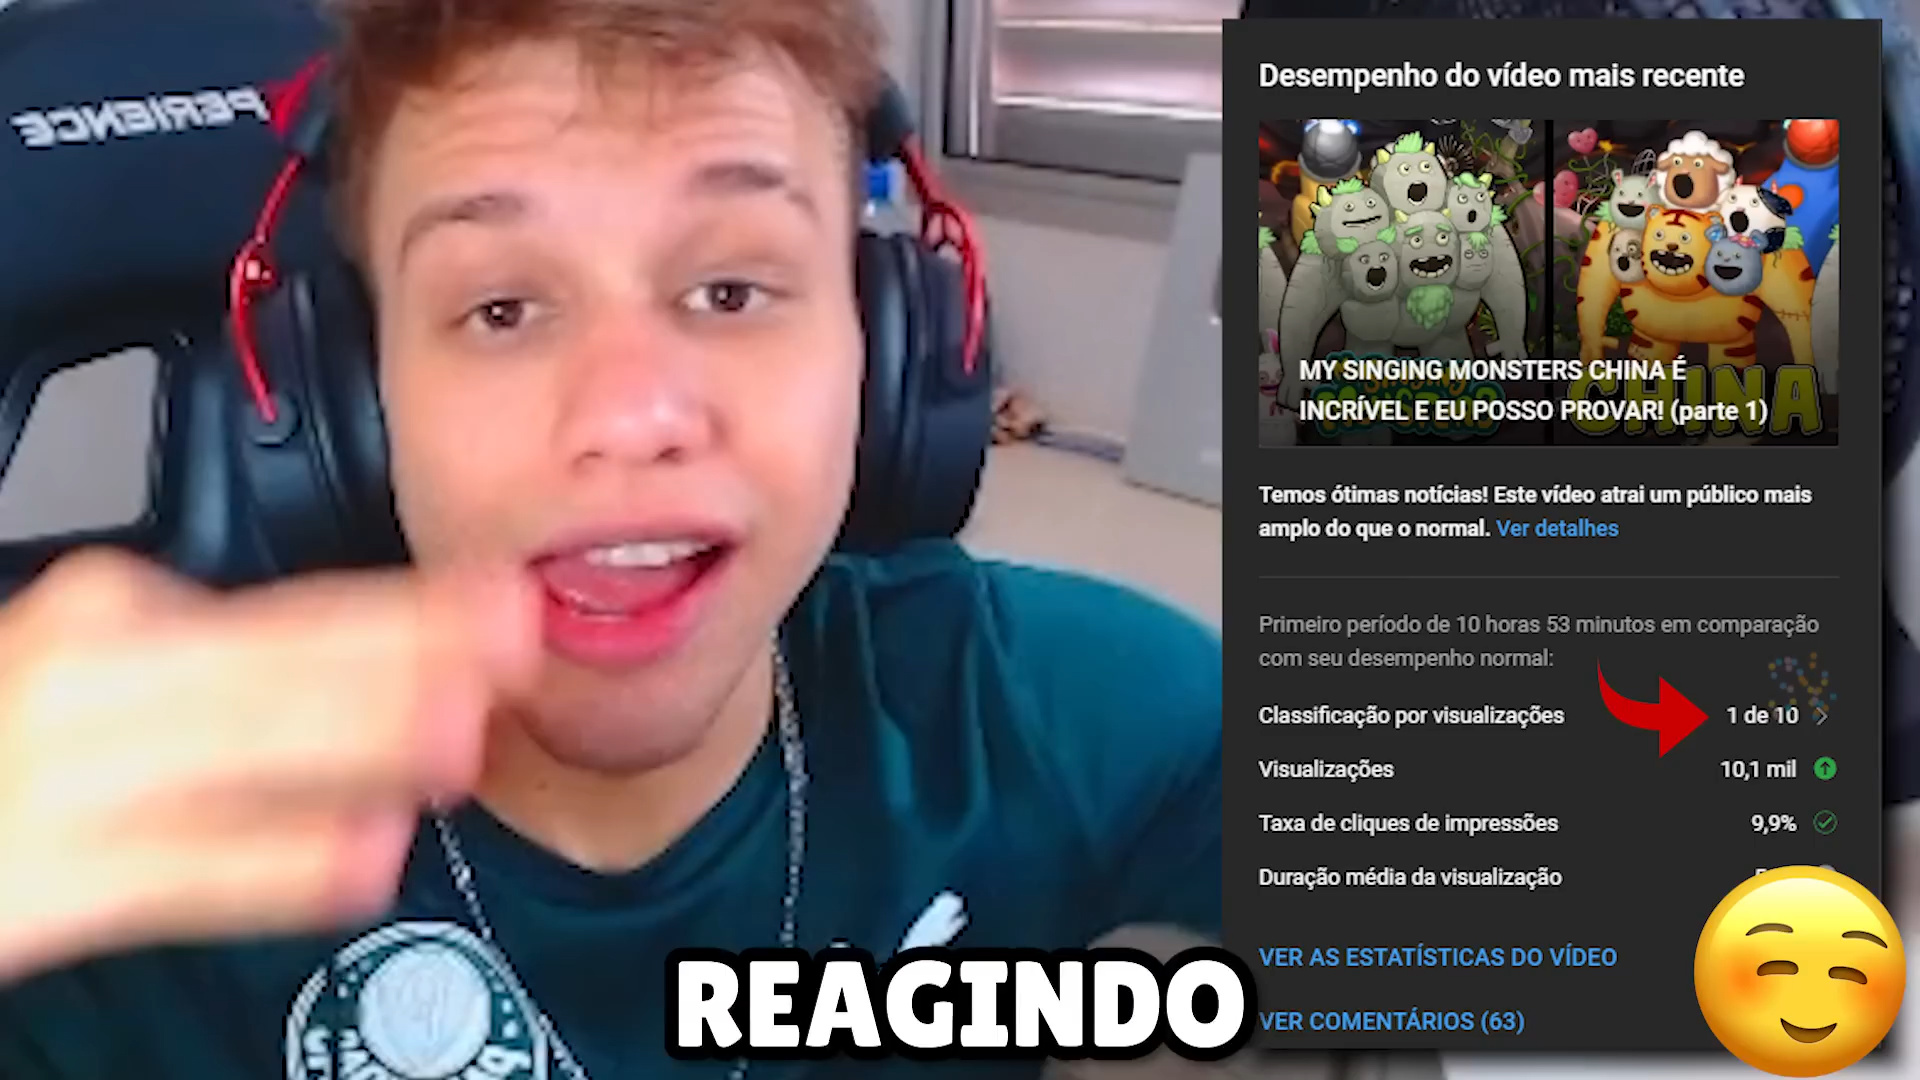 PERIENCE
Desempenho do vídeo mais recente
CHINA
MY SINGING MONSTERS CHINA É
INCRÍVEL E EU POSSO PROVAR! (parte 1)
Temos ótimas notícias! Este vídeo atrai um público mais
amplo do que o normal. Ver detalhes
Primeiro período de 10 horas 53 minutos em comparação
com seu desempenho normal:
Classificação por visualizações 1 de 10
Visualizações 10,1 mil
Taxa de cliques de impressões 9,9%
Duração média da visualização
VER AS ESTATÍSTICAS DO VÍDEO
VER COMENTÁRIOS (63)
REAGINDO